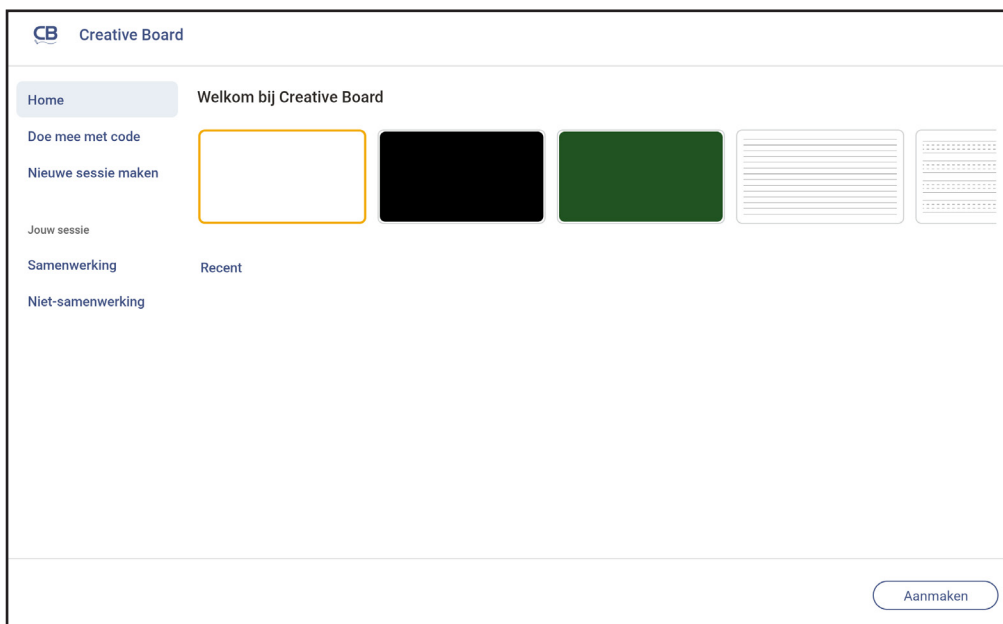 CB Creative Board
Home
Doe mee met code
Nieuwe sessie maken
Jouw sessie
Samenwerking
Niet-samenwerking
Welkom bij Creative Board
Recent
Aanmaken